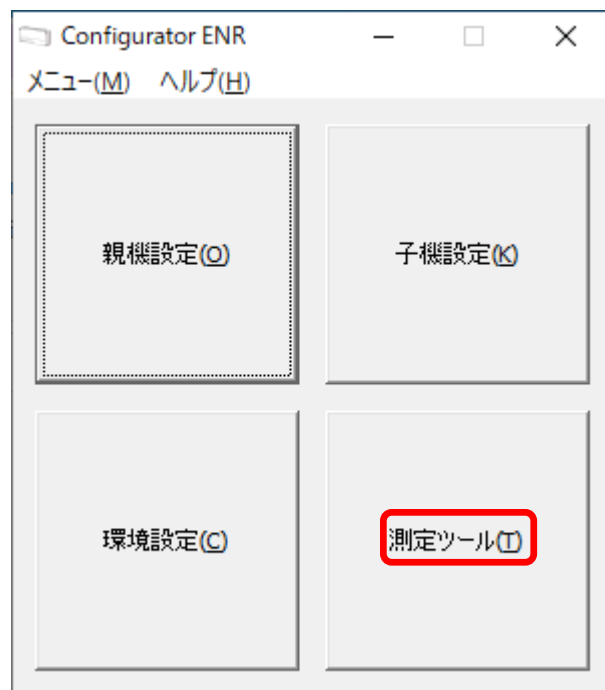 Configurator ENR
メニュー(M) ヘルプ(H)
親機設定(O)
子機設定(K)
環境設定(C)
測定ツール(T)